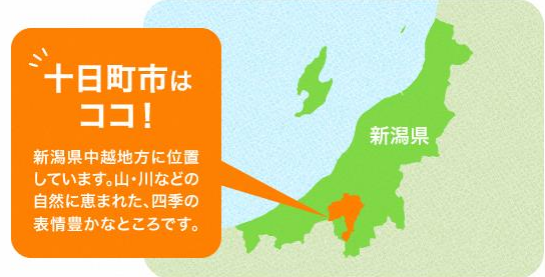 十日町市は
ココ！
新潟県中越地方に位置
しています。山・川などの
自然に恵まれた、四季の
表情豊かなところです。
新潟県